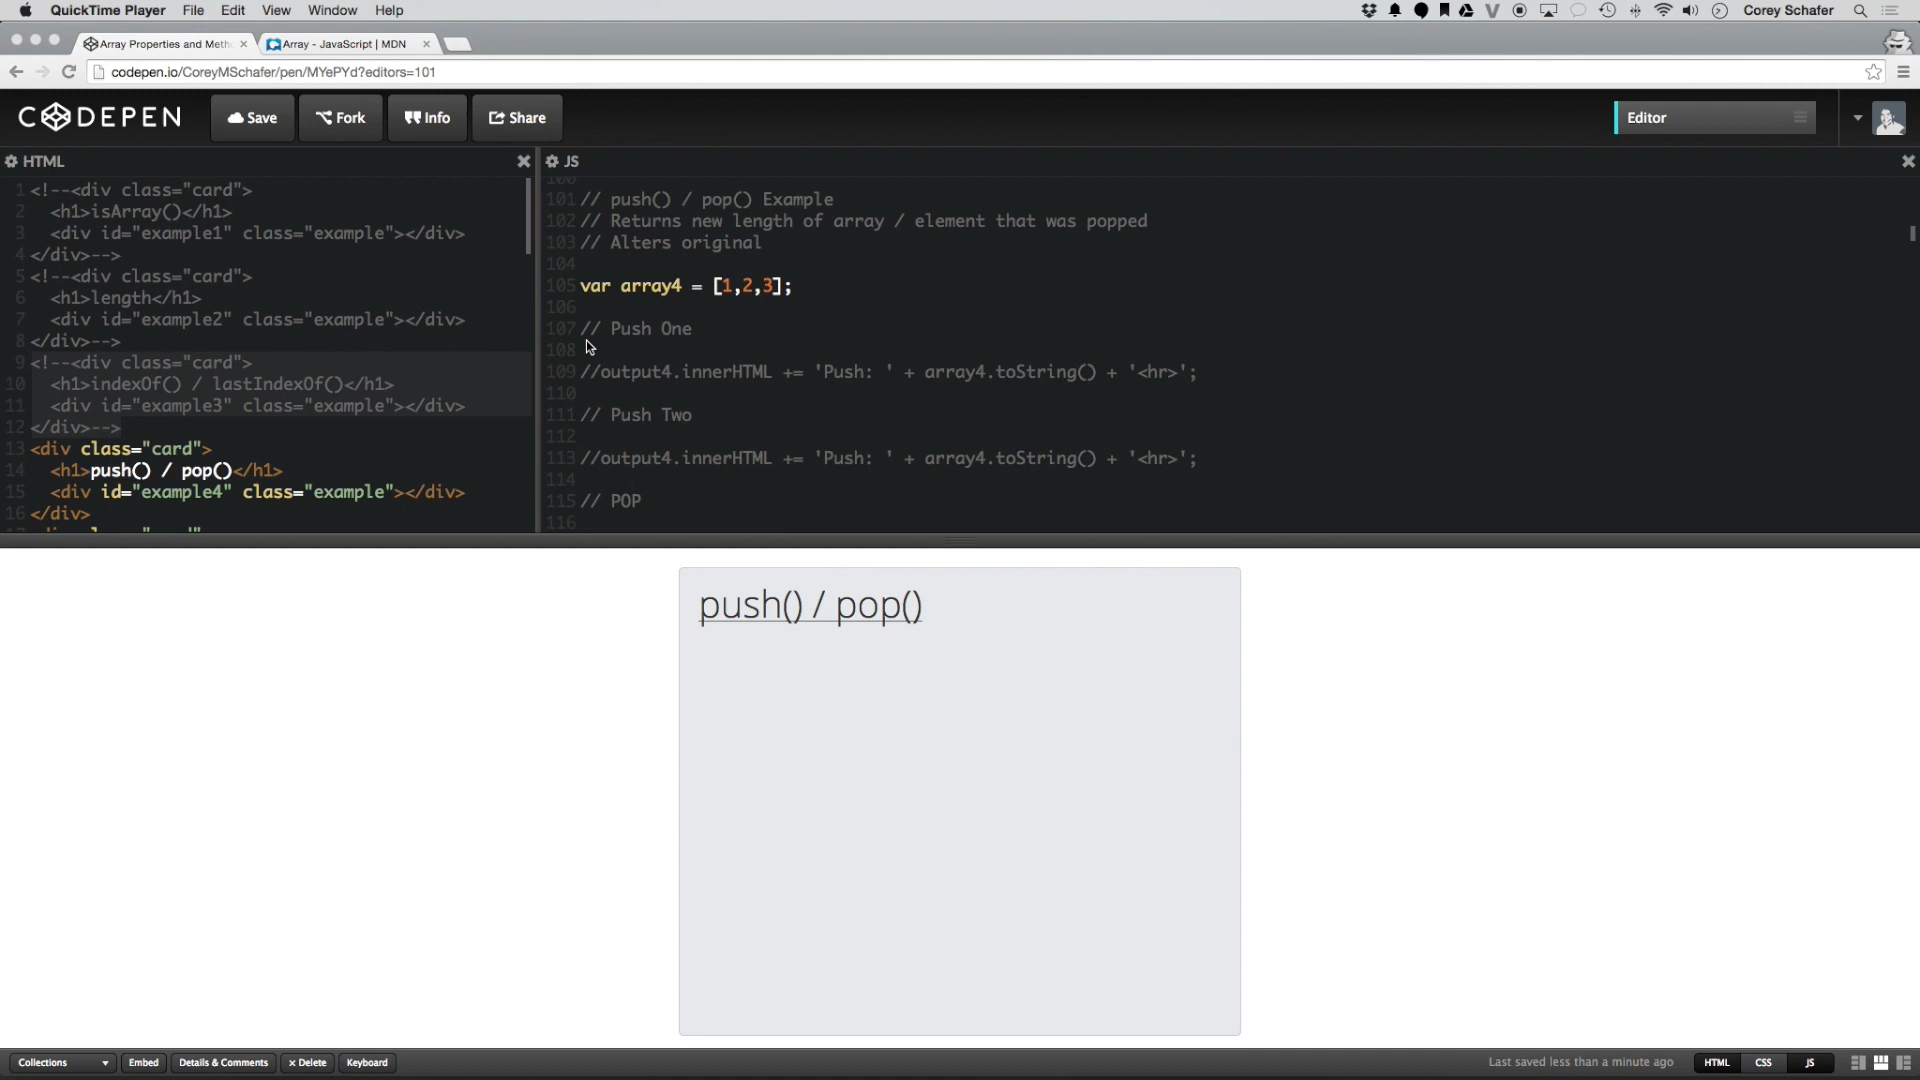 QuickTime Player File Edit View Window Help Corey Schafer
Array Properties and Meth Array - JavaScript | MDN
codepen.io/CoreyMSchafer/pen/MYePYd?editors=101
CODEPEN Save Fork Info Share Editor
HTML
1 <!--<div class="card">
2 <h1>isArray()</h1>
3 <div id="example1" class="example"></div>
4 </div>-->
5 <!--<div class="card">
6 <h1>length</h1>
7 <div id="example2" class="example"></div>
8 </div>-->
9 <!--<div class="card">
10 <h1>indexOf() / lastIndexOf()</h1>
11 <div id="example3" class="example"></div>
12 </div>-->
13 <div class="card">
14 <h1>push() / pop()</h1>
15 <div id="example4" class="example"></div>
16 </div>
JS
100
101 // push() / pop() Example
102 // Returns new length of array / element that was popped
103 // Alters original
104
105 var array4 = [1,2,3];
106
107 // Push One
108
109 //output4.innerHTML += 'Push: ' + array4.toString() + '<hr>';
110
111 // Push Two
112
113 //output4.innerHTML += 'Push: ' + array4.toString() + '<hr>';
114
115 // POP
116
push() / pop()
Collections Embed Details & Comments × Delete Keyboard Last saved less than a minute ago HTML CSS JS